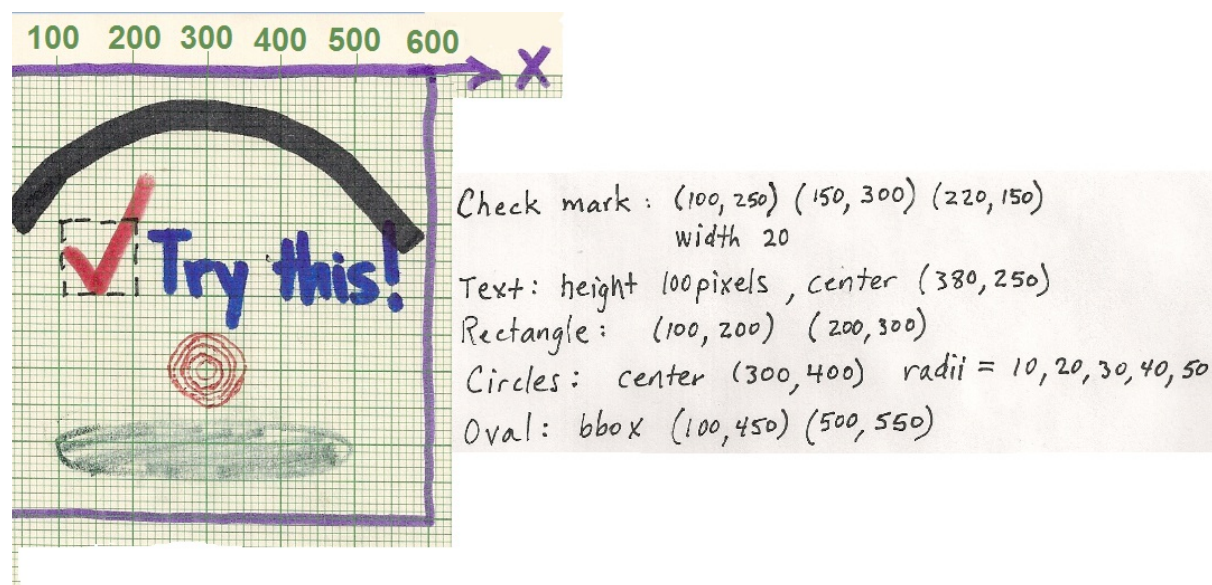 100 200 300 400 500 600
X
Try this!
Check mark : (100, 250) (150, 300) (220, 150)
width 20
Text: height 100 pixels , center (380, 250)
Rectangle: (100, 200) (200, 300)
Circles: center (300, 400) radii = 10, 20, 30, 40, 50
Oval: bbox (100, 450) (500, 550)